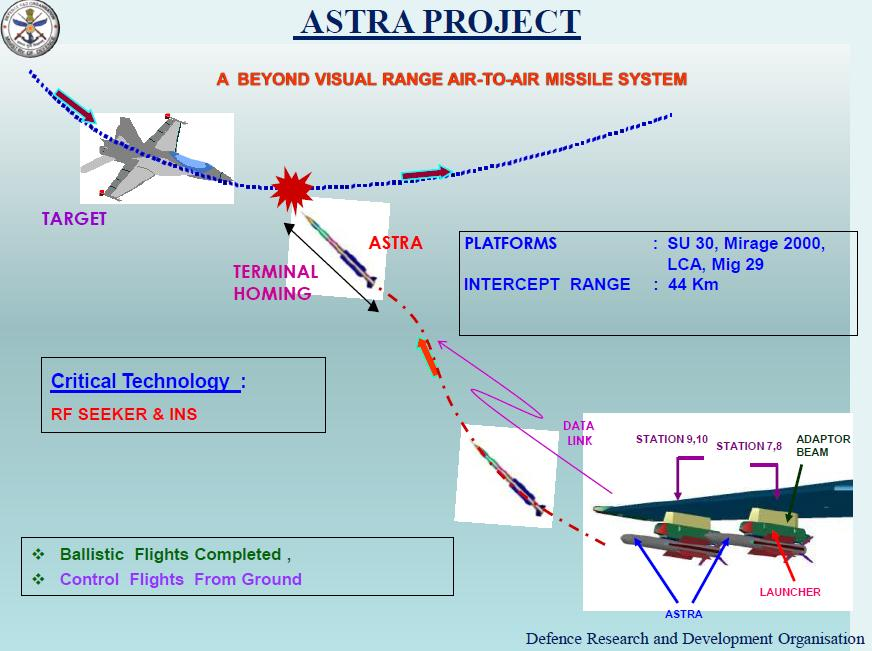 ASTRA PROJECT
A BEYOND VISUAL RANGE AIR-TO-AIR MISSILE SYSTEM
TARGET
ASTRA
TERMINAL
HOMING
PLATFORMS : SU 30, Mirage 2000,
LCA, Mig 29
INTERCEPT RANGE : 44 Km
Critical Technology :
RF SEEKER & INS
DATA
LINK
STATION 9,10
STATION 7,8
ADAPTOR
BEAM
❖ Ballistic Flights Completed ,
❖ Control Flights From Ground
LAUNCHER
ASTRA
Defence Research and Development Organisation